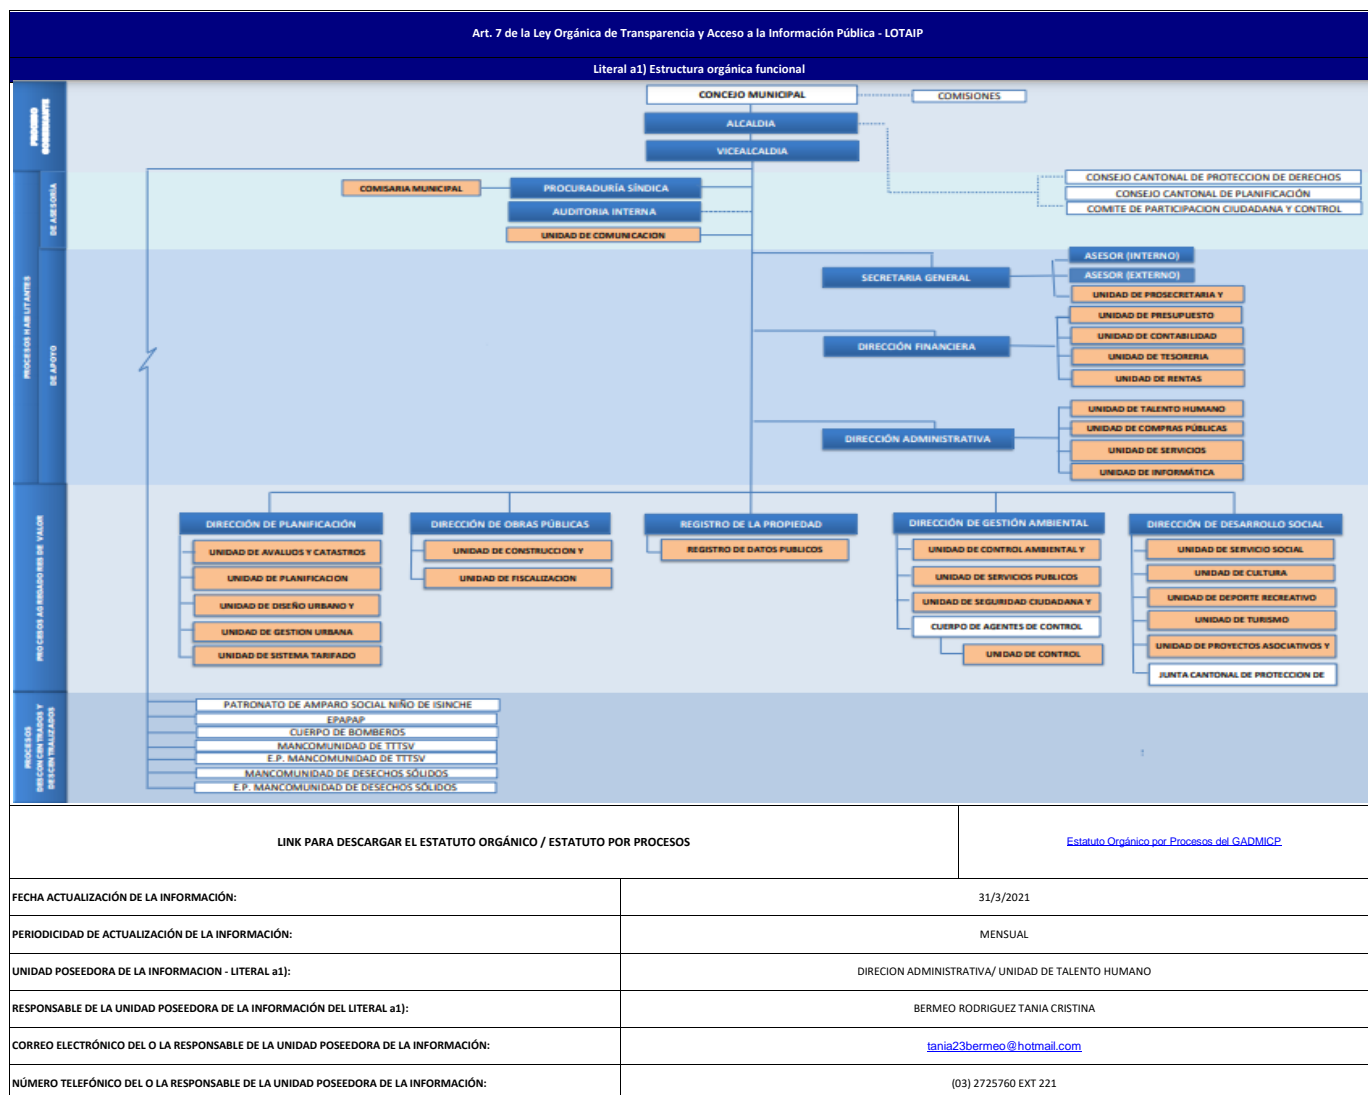 Art. 7 de la Ley Orgánica de Transparencia y Acceso a la Información Pública - LOTAIP
Literal a1) Estructura orgánica funcional
PROCESO
GOBERNANTE
CONCEJO MUNICIPAL
COMISIONES
ALCALDIA
VICEALCALDIA
PROCESOS HABILITANTES
DE ASESORÍA
COMISARIA MUNICIPAL
PROCURADURÍA SÍNDICA
AUDITORIA INTERNA
UNIDAD DE COMUNICACION
CONSEJO CANTONAL DE PROTECCION DE DERECHOS
CONSEJO CANTONAL DE PLANIFICACIÓN
COMITE DE PARTICIPACION CIUDADANA Y CONTROL
DE APOYO
SECRETARIA GENERAL
ASESOR (INTERNO)
ASESOR (EXTERNO)
UNIDAD DE PROSECRETARIA Y
DIRECCIÓN FINANCIERA
UNIDAD DE PRESUPUESTO
UNIDAD DE CONTABILIDAD
UNIDAD DE TESORERIA
UNIDAD DE RENTAS
DIRECCIÓN ADMINISTRATIVA
UNIDAD DE TALENTO HUMANO
UNIDAD DE COMPRAS PÚBLICAS
UNIDAD DE SERVICIOS
UNIDAD DE INFORMÁTICA
PROCESOS AGREGADORES DE VALOR
DIRECCIÓN DE PLANIFICACIÓN
UNIDAD DE AVALUOS Y CATASTROS
UNIDAD DE PLANIFICACION
UNIDAD DE DISEÑO URBANO Y
UNIDAD DE GESTION URBANA
UNIDAD DE SISTEMA TARIFADO
DIRECCIÓN DE OBRAS PÚBLICAS
UNIDAD DE CONSTRUCCION Y
UNIDAD DE FISCALIZACION
REGISTRO DE LA PROPIEDAD
REGISTRO DE DATOS PUBLICOS
DIRECCIÓN DE GESTIÓN AMBIENTAL
UNIDAD DE CONTROL AMBIENTAL Y
UNIDAD DE SERVICIOS PUBLICOS
UNIDAD DE SEGURIDAD CIUDADANA Y
CUERPO DE AGENTES DE CONTROL
UNIDAD DE CONTROL
DIRECCIÓN DE DESARROLLO SOCIAL
UNIDAD DE SERVICIO SOCIAL
UNIDAD DE CULTURA
UNIDAD DE DEPORTE RECREATIVO
UNIDAD DE TURISMO
UNIDAD DE PROYECTOS ASOCIATIVOS Y
JUNTA CANTONAL DE PROTECCION DE
PROCESOS
DESCONCENTRADOS Y
DESCENTRALIZADOS
PATRONATO DE AMPARO SOCIAL NIÑO DE ISINCHE
EPAPAP
CUERPO DE BOMBEROS
MANCOMUNIDAD DE TTTSV
E.P. MANCOMUNIDAD DE TTTSV
MANCOMUNIDAD DE DESECHOS SÓLIDOS
E.P. MANCOMUNIDAD DE DESECHOS SÓLIDOS
LINK PARA DESCARGAR EL ESTATUTO ORGÁNICO / ESTATUTO POR PROCESOS
Estatuto Orgánico por Procesos del GADMICP
FECHA ACTUALIZACIÓN DE LA INFORMACIÓN:
31/3/2021
PERIODICIDAD DE ACTUALIZACIÓN DE LA INFORMACIÓN:
MENSUAL
UNIDAD POSEEDORA DE LA INFORMACION - LITERAL a1):
DIRECION ADMINISTRATIVA/ UNIDAD DE TALENTO HUMANO
RESPONSABLE DE LA UNIDAD POSEEDORA DE LA INFORMACIÓN DEL LITERAL a1):
BERMEO RODRIGUEZ TANIA CRISTINA
CORREO ELECTRÓNICO DEL O LA RESPONSABLE DE LA UNIDAD POSEEDORA DE LA INFORMACIÓN:
tania23bermeo@hotmail.com
NÚMERO TELEFÓNICO DEL O LA RESPONSABLE DE LA UNIDAD POSEEDORA DE LA INFORMACIÓN:
(03) 2725760 EXT 221